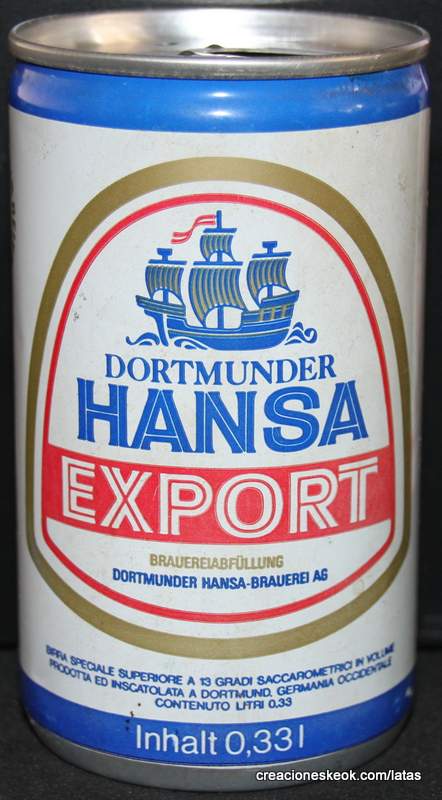 DORTMUNDER
HANSA
EXPORT
BRAUEREIABFÜLLUNG
DORTMUNDER HANSA-BRAUEREI AG
BIRRA SPECIALE SUPERIORE A 13 GRADI SACCAROMETRICI IN VOLUME
PRODOTTA ED INSCATOLATA A DORTMUND, GERMANIA OCCIDENTALE
CONTENUTO LITRI 0.33
Inhalt 0,33 l
creacioneskeok.com/latas